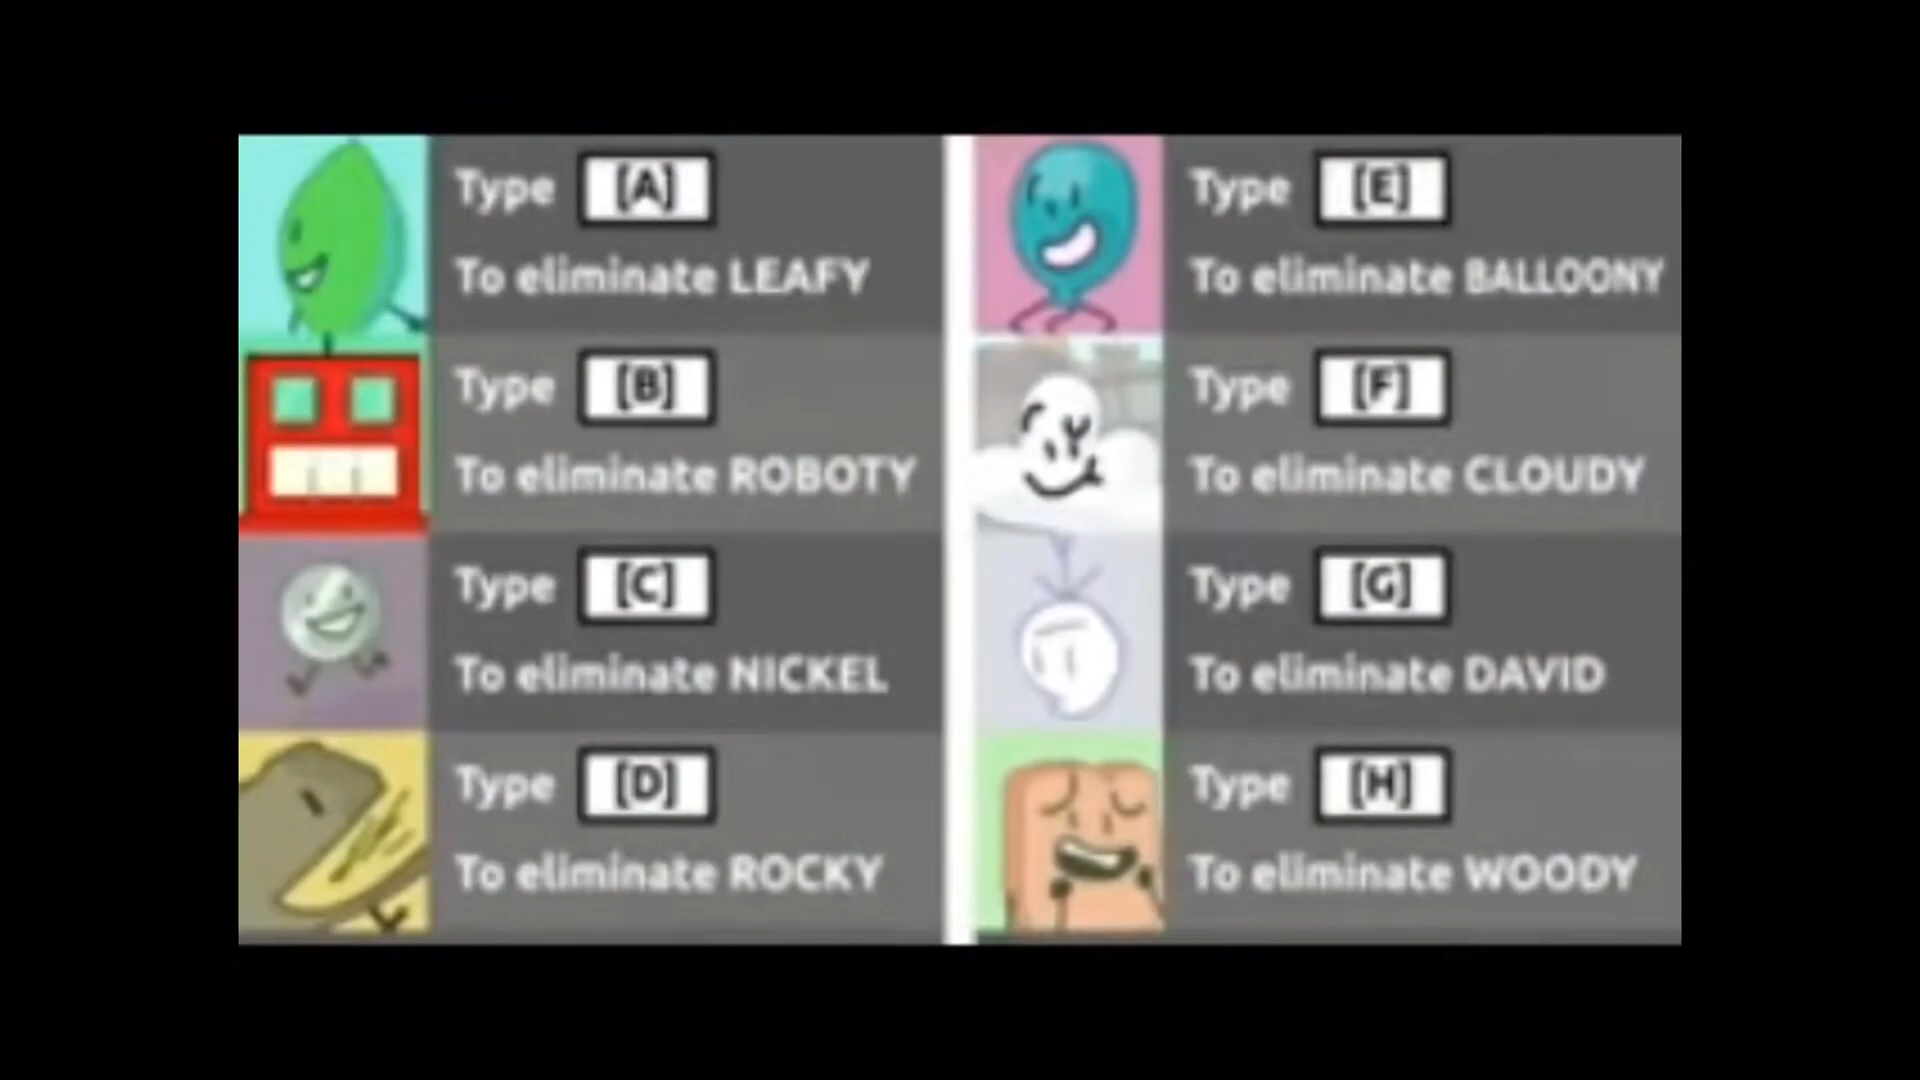 Type [A]
To eliminate LEAFY
Type [B]
To eliminate ROBOTY
Type [C]
To eliminate NICKEL
Type [D]
To eliminate ROCKY
Type [E]
To eliminate BALLOONY
Type [F]
To eliminate CLOUDY
Type [G]
To eliminate DAVID
Type [H]
To eliminate WOODY